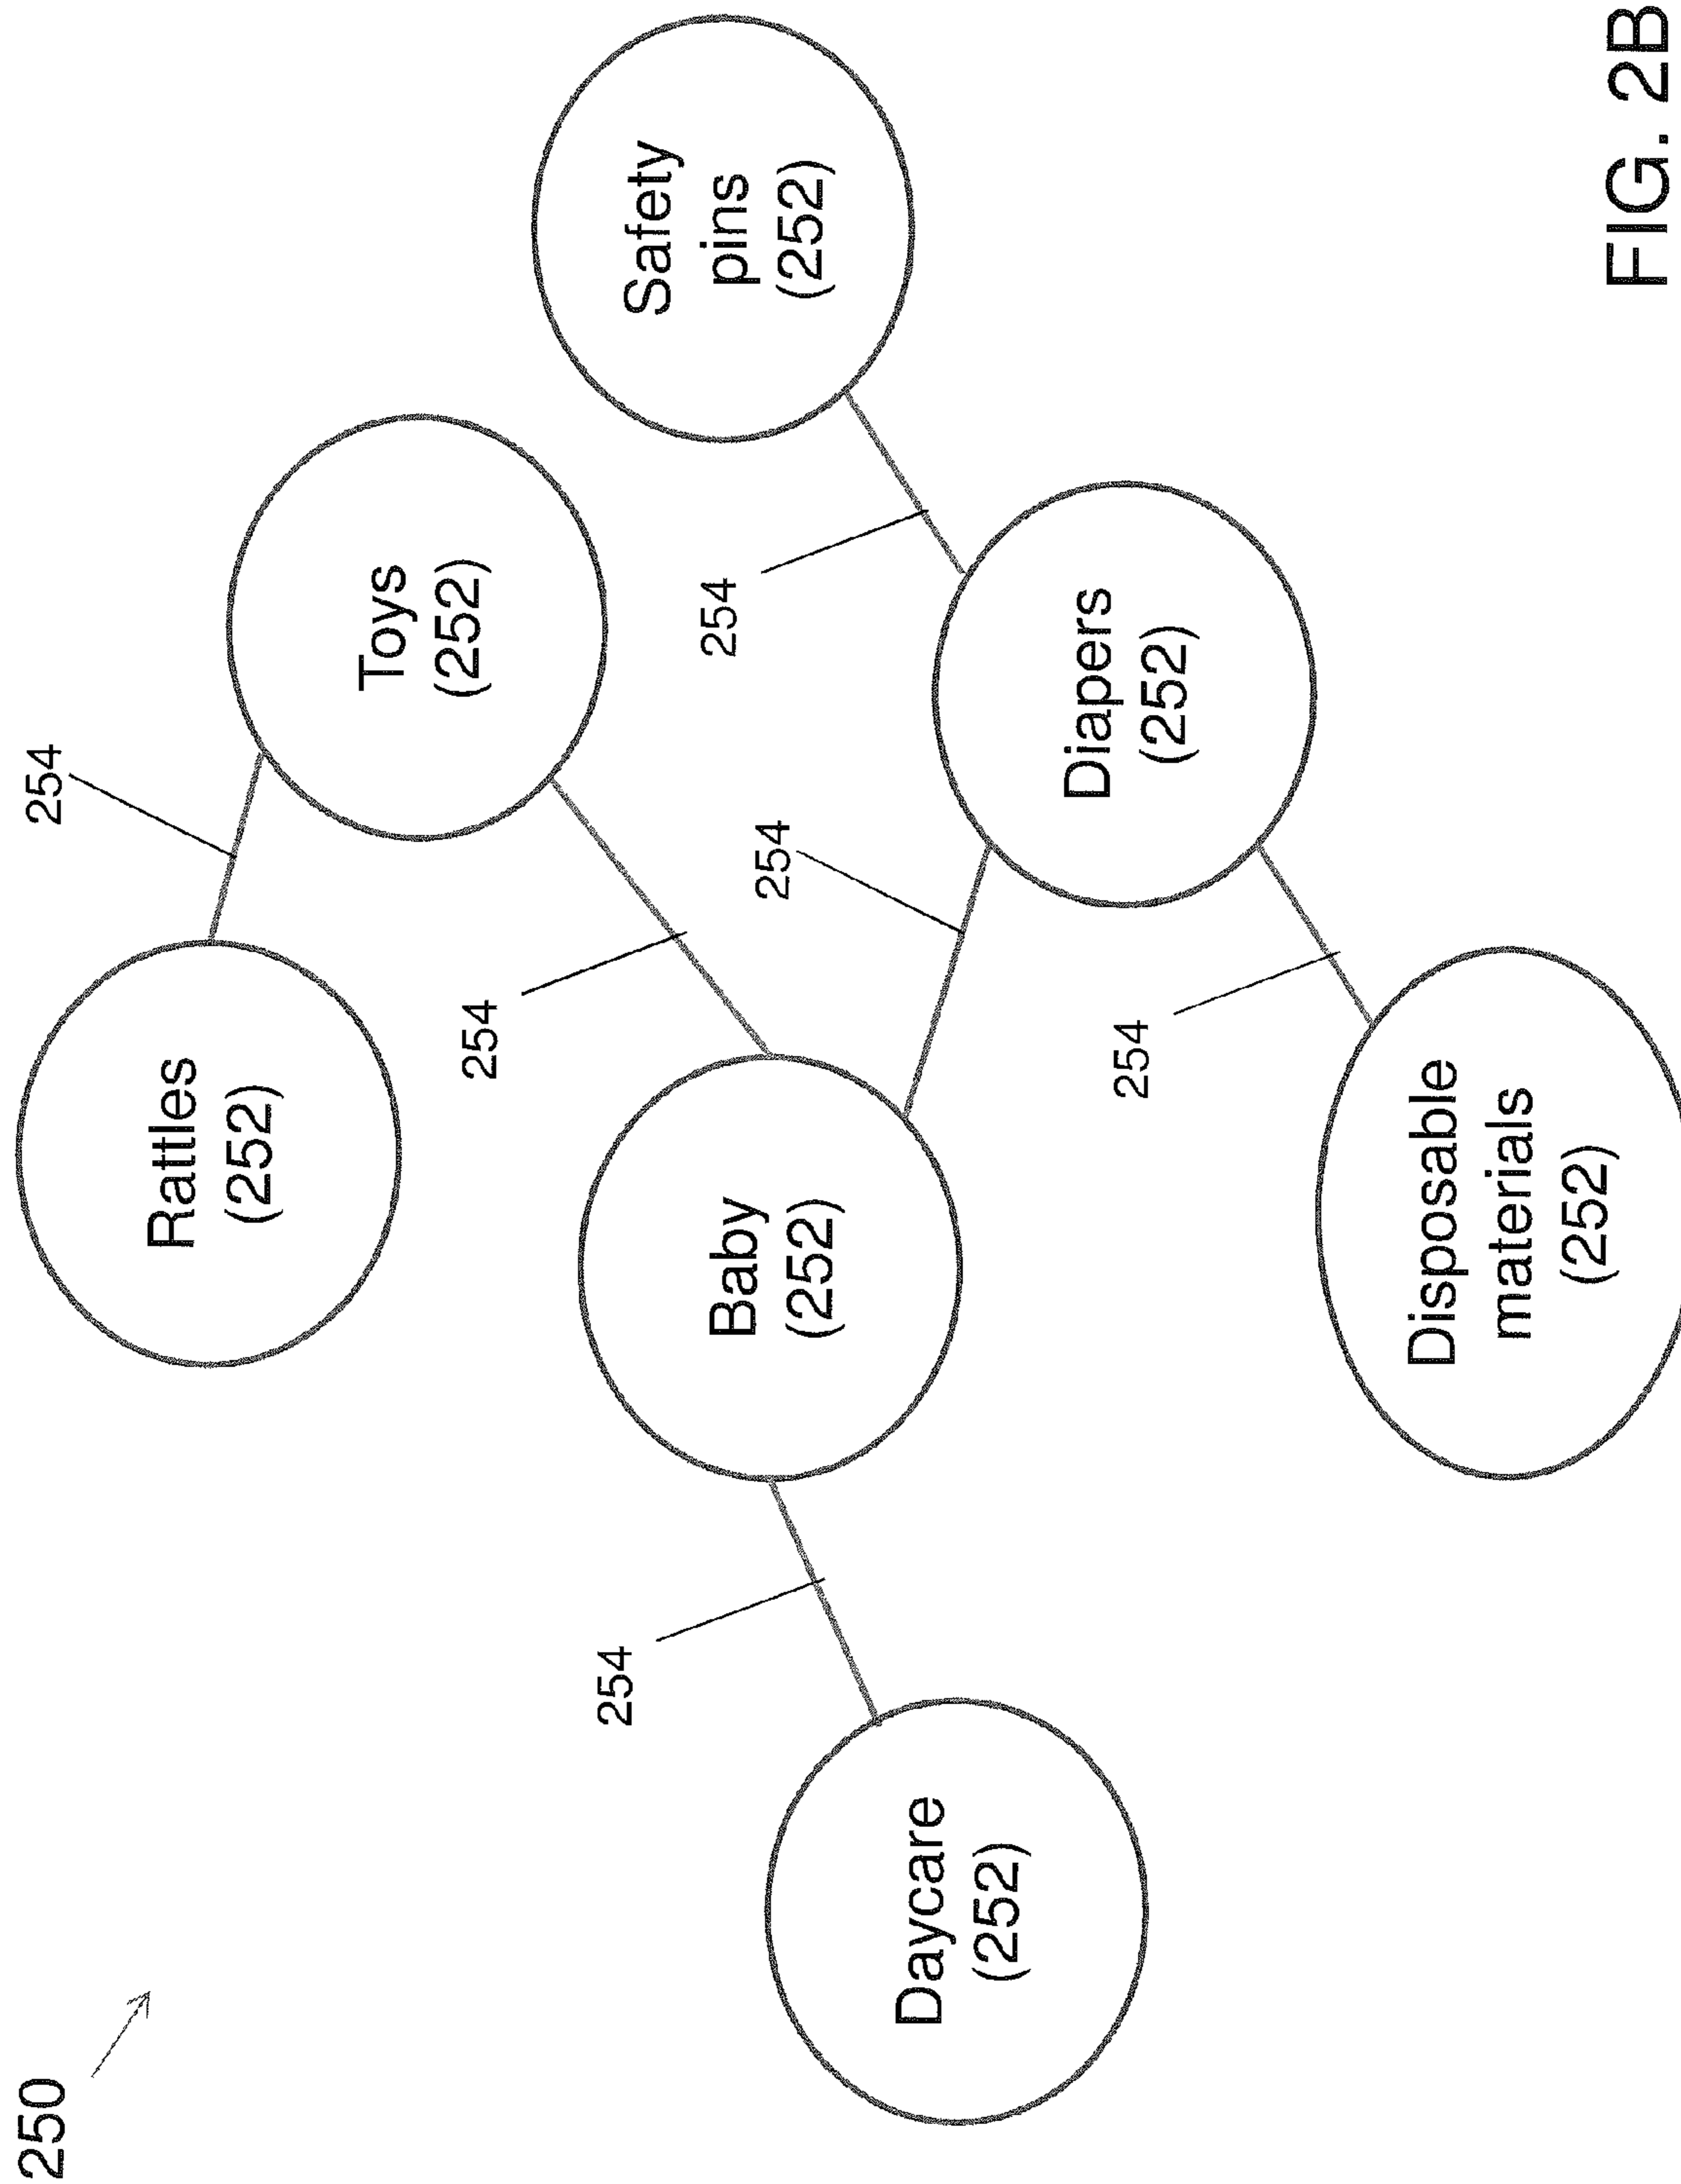 250
254
Rattles
(252)
Toys
(252)
254
254
Safety
pins
(252)
254
Baby
(252)
254
Daycare
(252)
Diapers
(252)
254
Disposable
materials
(252)
FIG. 2B